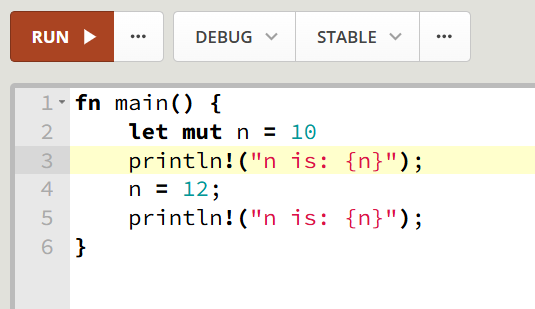 RUN ▶ ··· DEBUG STABLE ···
1 fn main() {
2     let mut n = 10
3     println!("n is: {n}");
4     n = 12;
5     println!("n is: {n}");
6 }